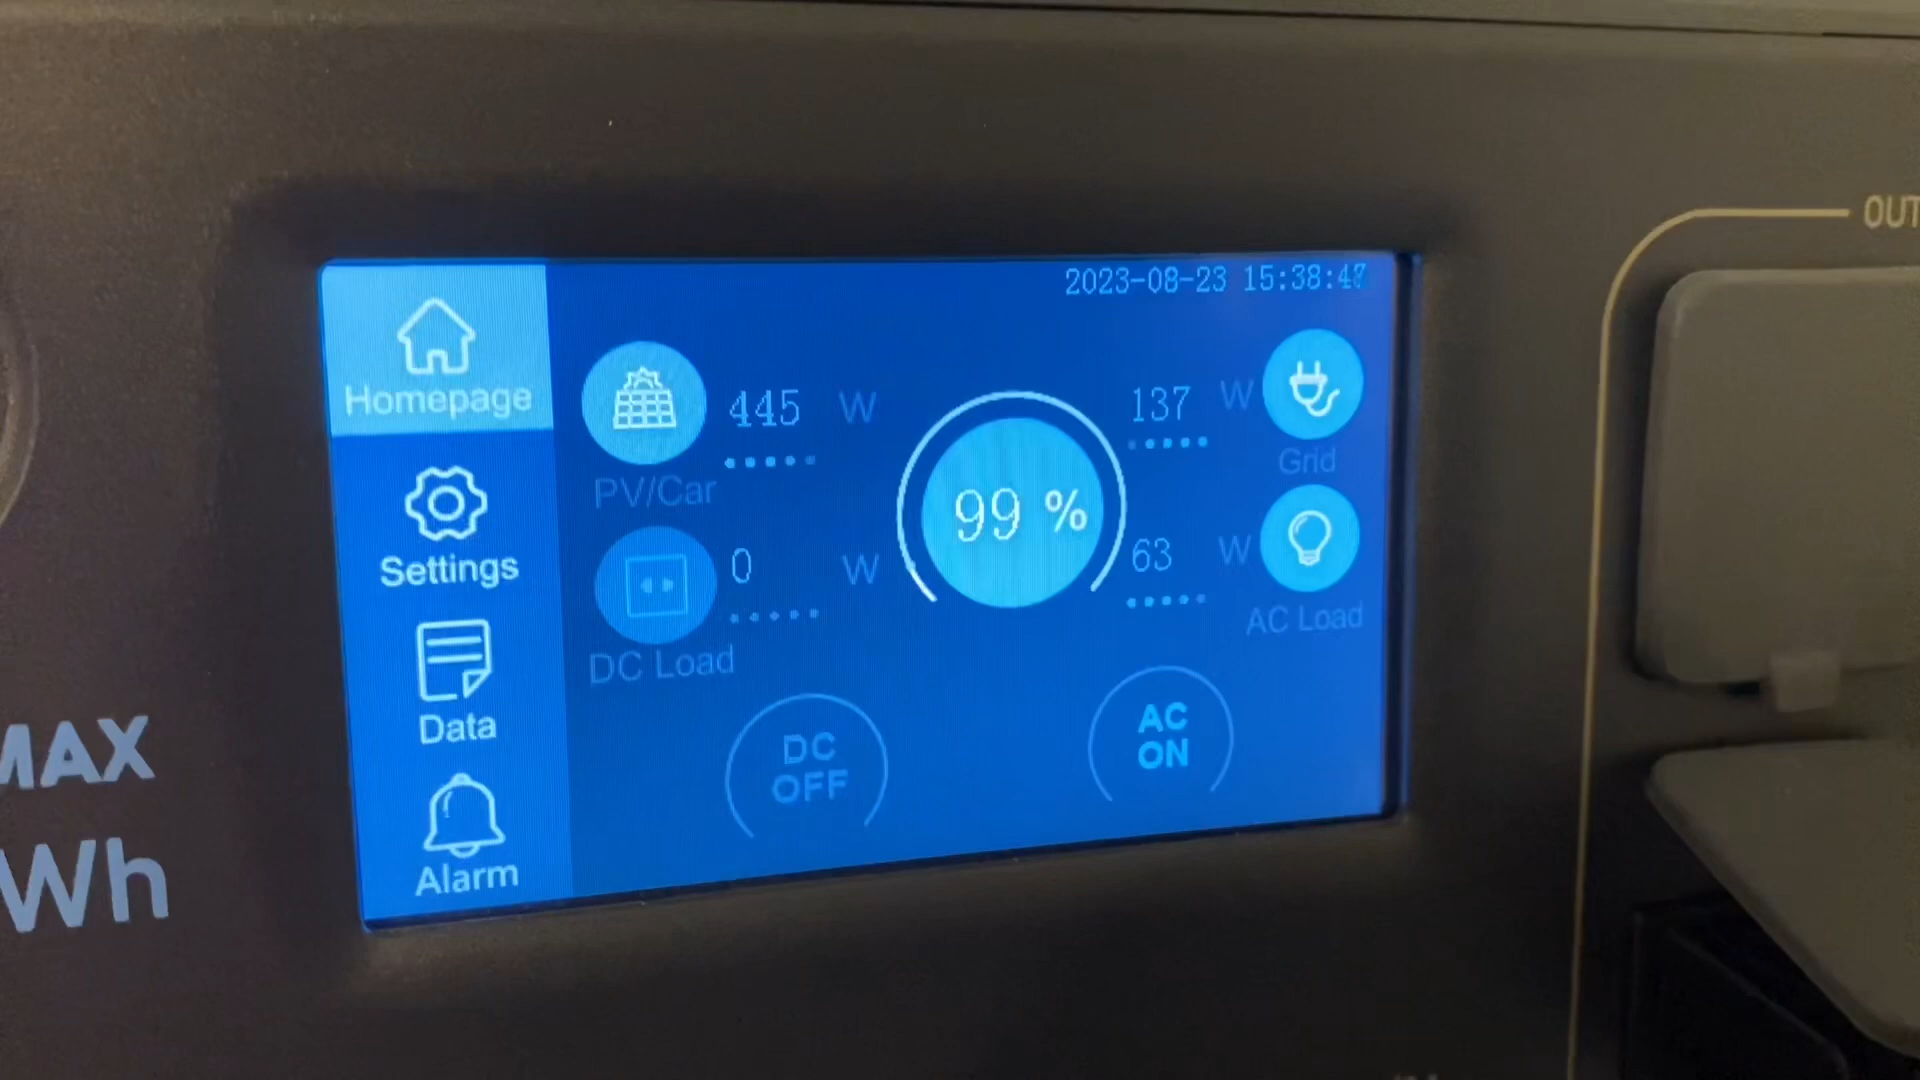 2023-08-23 15:38:47
Homepage
445 W
PV/Car
137 W
Grid
99 %
Settings
0 W
DC Load
63 W
AC Load
Data
DC
OFF
AC
ON
Alarm
MAX
Wh
OUT